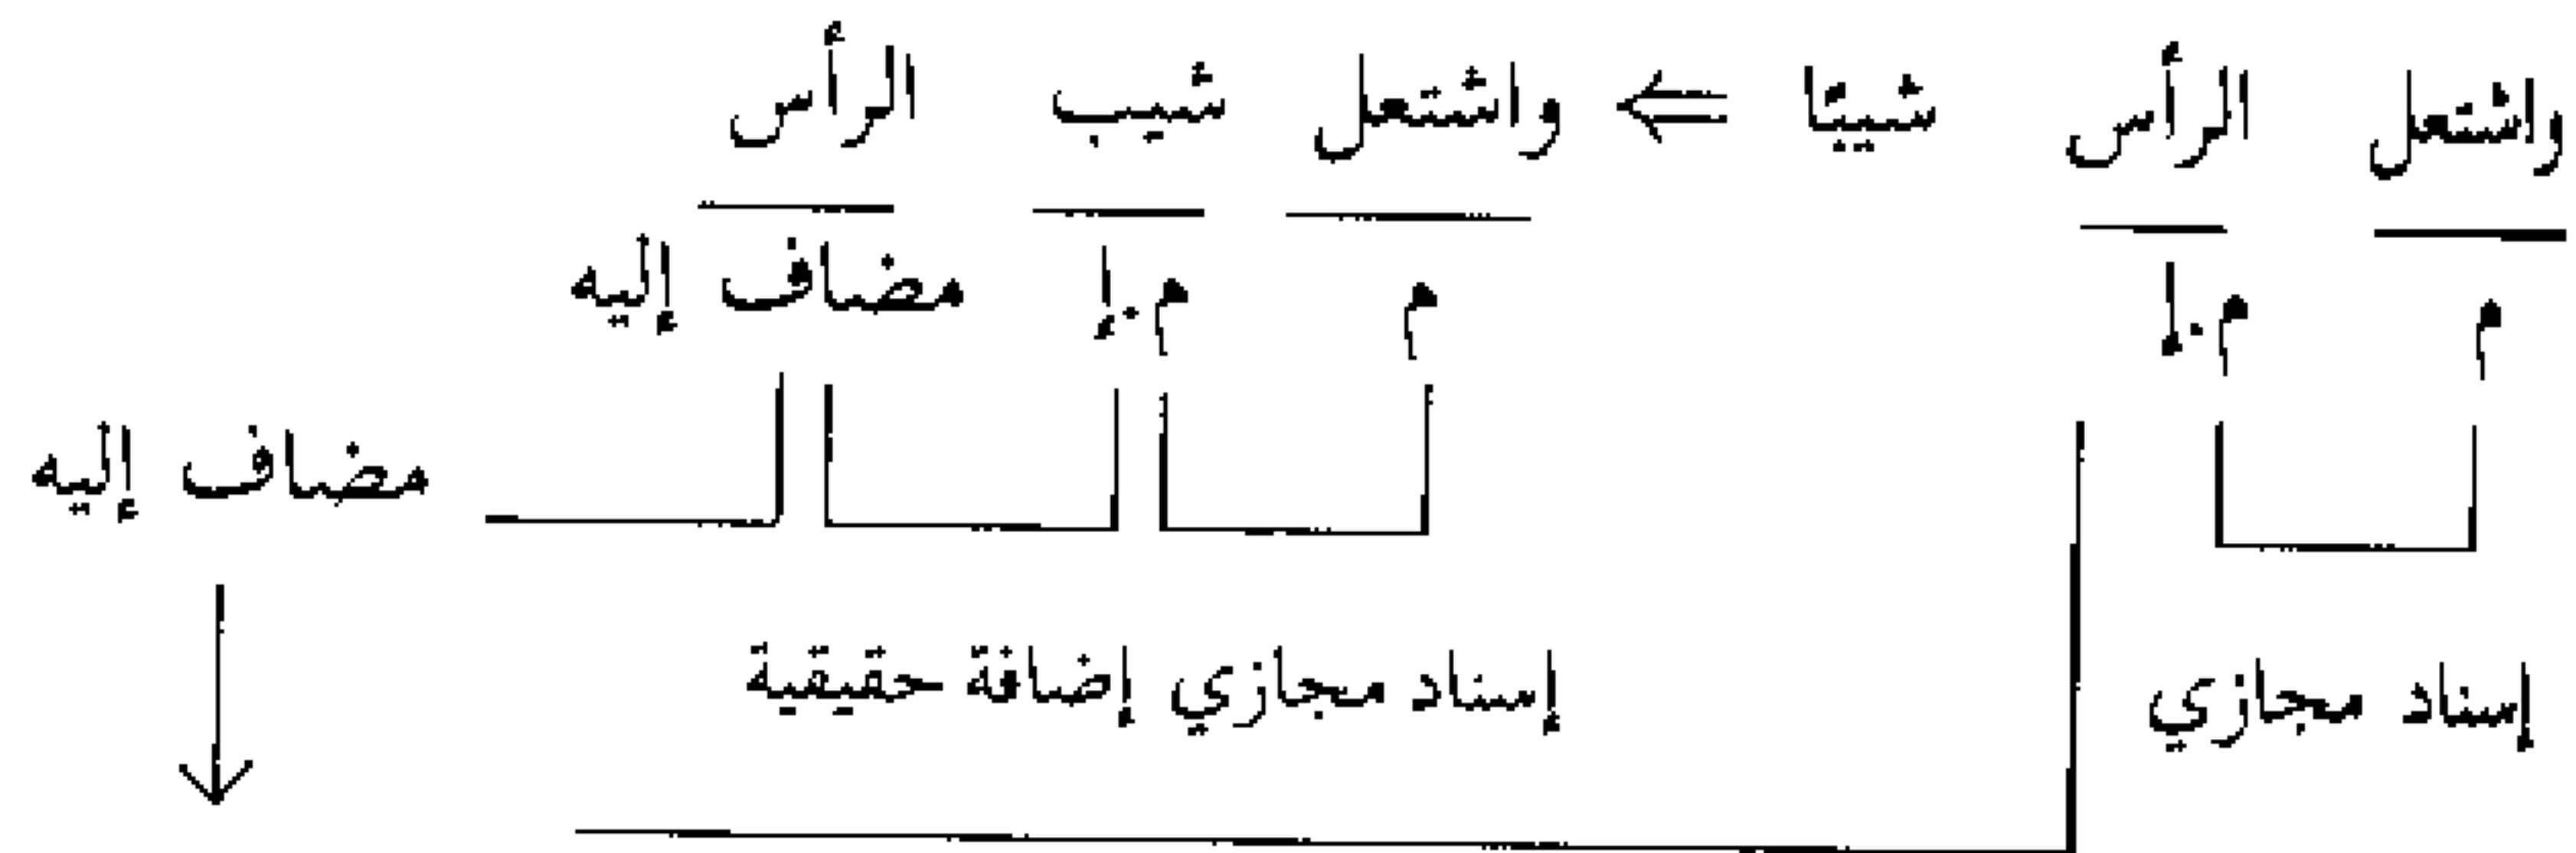 واشتعل الرأس شيبًا ⇐ واشتعل شيب الرأس
م م.إ م م.إ مضاف إليه
مضاف إليه
إسناد مجازي إسناد مجازي إضافة حقيقية